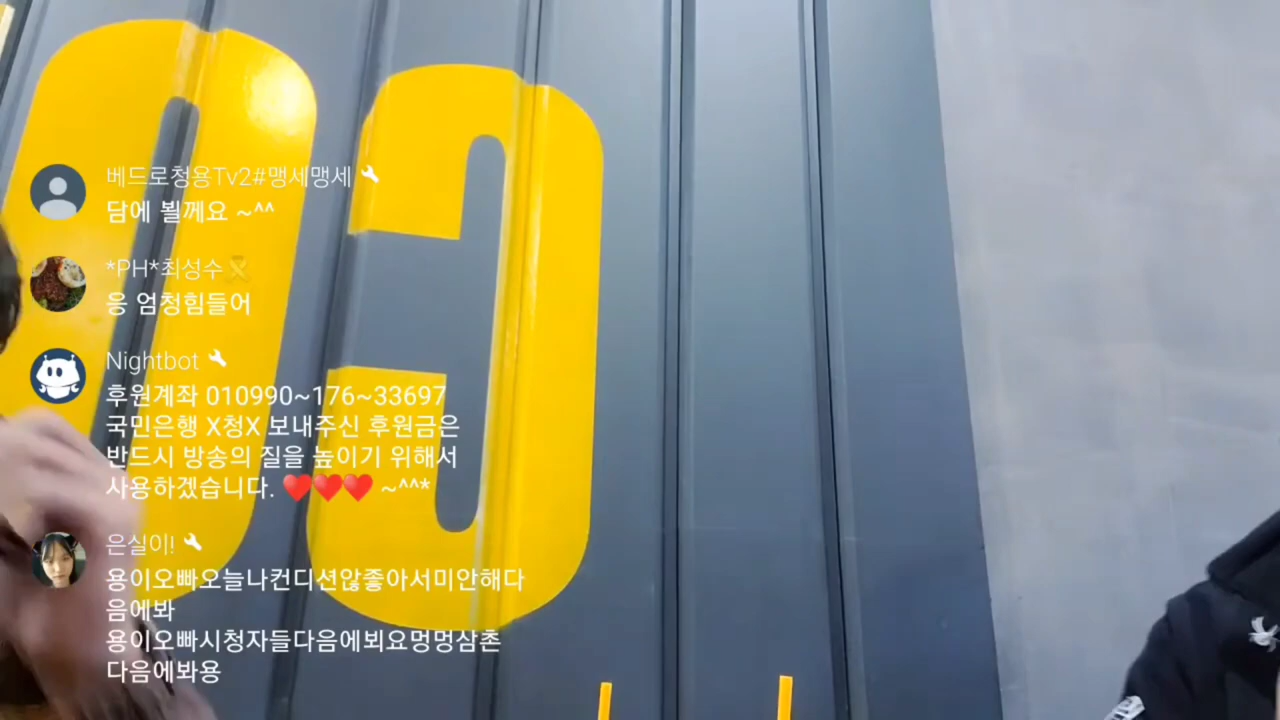 03
베드로청용Tv2#맹세맹세
담에 뵐께요 ~^^
*PH*최성수🎗
응 엄청힘들어
Nightbot
후원계좌 010990~176~33697
국민은행 X청X 보내주신 후원금은
반드시 방송의 질을 높이기 위해서
사용하겠습니다. ❤️❤️❤️ ~^^*
은실이!
용이오빠오늘나컨디션않좋아서미안해다
음에봐
용이오빠시청자들다음에뵈요멍멍삼촌
다음에봐용